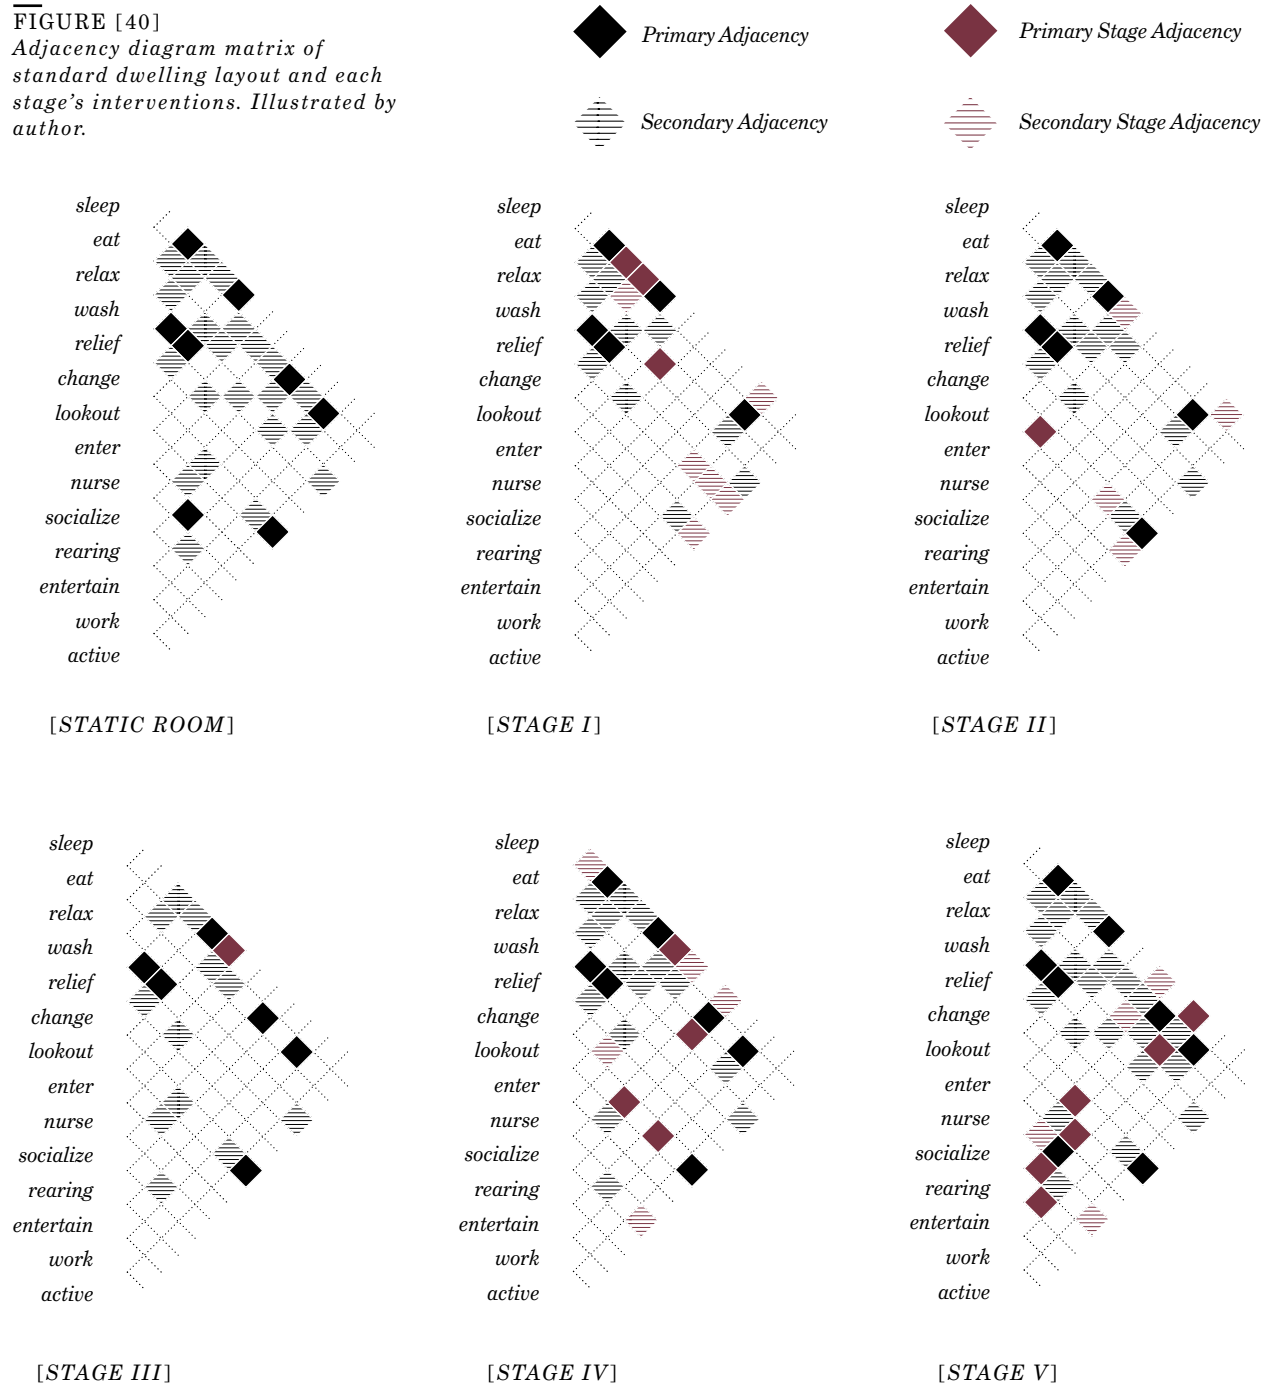 FIGURE [40]
Adjacency diagram matrix of
standard dwelling layout and each
stage's interventions. Illustrated by
author.
Primary Adjacency
Primary Stage Adjacency
Secondary Adjacency
Secondary Stage Adjacency
sleep
eat
relax
wash
relief
change
lookout
enter
nurse
socialize
rearing
entertain
work
active
[STATIC ROOM]
sleep
eat
relax
wash
relief
change
lookout
enter
nurse
socialize
rearing
entertain
work
active
[STAGE I]
sleep
eat
relax
wash
relief
change
lookout
enter
nurse
socialize
rearing
entertain
work
active
[STAGE II]
sleep
eat
relax
wash
relief
change
lookout
enter
nurse
socialize
rearing
entertain
work
active
[STAGE III]
sleep
eat
relax
wash
relief
change
lookout
enter
nurse
socialize
rearing
entertain
work
active
[STAGE IV]
sleep
eat
relax
wash
relief
change
lookout
enter
nurse
socialize
rearing
entertain
work
active
[STAGE V]